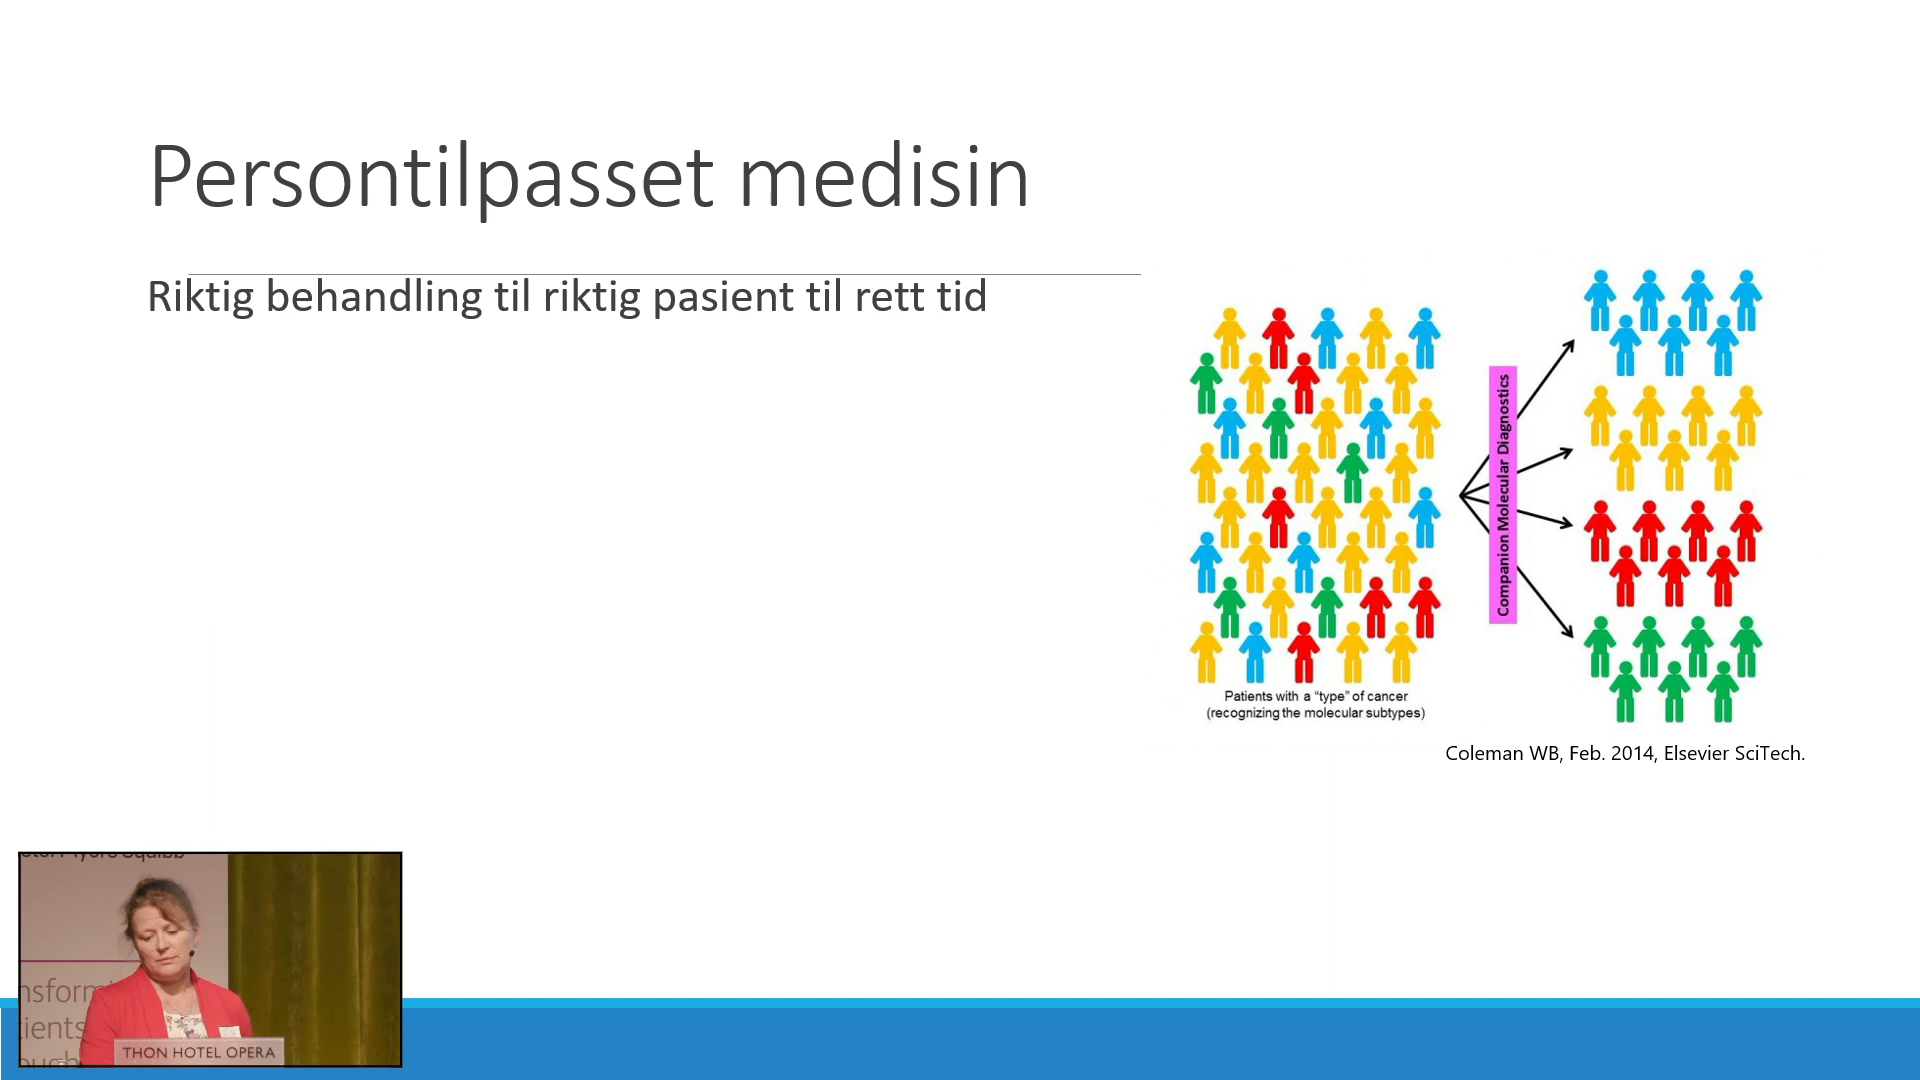 Persontilpasset medisin
Riktig behandling til riktig pasient til rett tid
Companion Molecular Diagnostics
Patients with a “type” of cancer
(recognizing the molecular subtypes)
Coleman WB, Feb. 2014, Elsevier SciTech.
THON HOTEL OPERA